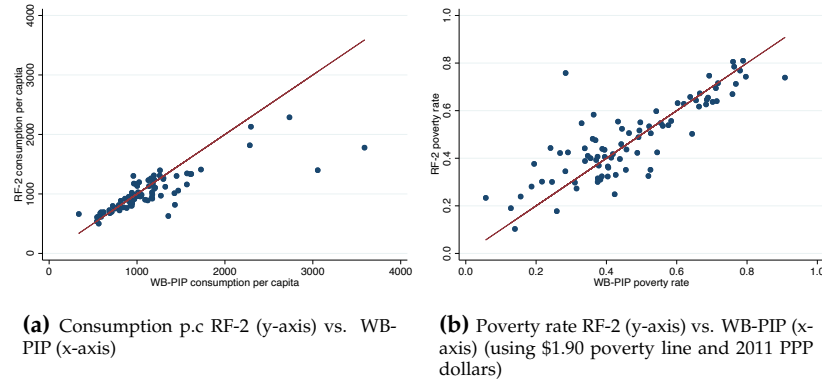 4000
3000
2000
1000
0
RF-2 consumption per captia
0 1000 2000 3000 4000
WB-PIP consumption per capita
1.0
0.8
0.6
0.4
0.2
0.0
RF-2 poverty rate
0.0 0.2 0.4 0.6 0.8 1.0
WB-PIP poverty rate
(a) Consumption p.c RF-2 (y-axis) vs. WB-
PIP (x-axis)
(b) Poverty rate RF-2 (y-axis) vs. WB-PIP (x-
axis) (using $1.90 poverty line and 2011 PPP
dollars)